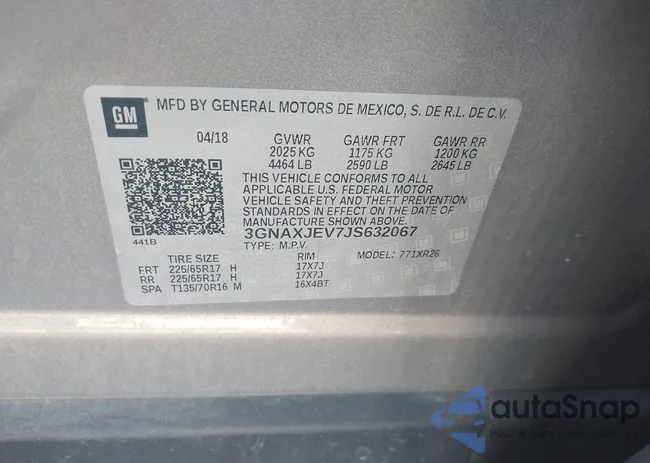 GM
MFD BY GENERAL MOTORS DE MEXICO, S. DE R.L. DE C.V.
04/18 GVWR GAWR FRT GAWR RR
2025 KG 1175 KG 1200 KG
4464 LB 2590 LB 2645 LB
THIS VEHICLE CONFORMS TO ALL
APPLICABLE U.S. FEDERAL MOTOR
VEHICLE SAFETY AND THEFT PREVENTION
STANDARDS IN EFFECT ON THE DATE OF
MANUFACTURE SHOWN ABOVE.
3GNAXJEV7JS632067
441B
TYPE: M.P.V. MODEL: 771XR26
TIRE SIZE RIM
FRT 225/65R17 H 17X7J
RR 225/65R17 H 17X7J
SPA T135/70R16 M 16X4BT
autaSnap